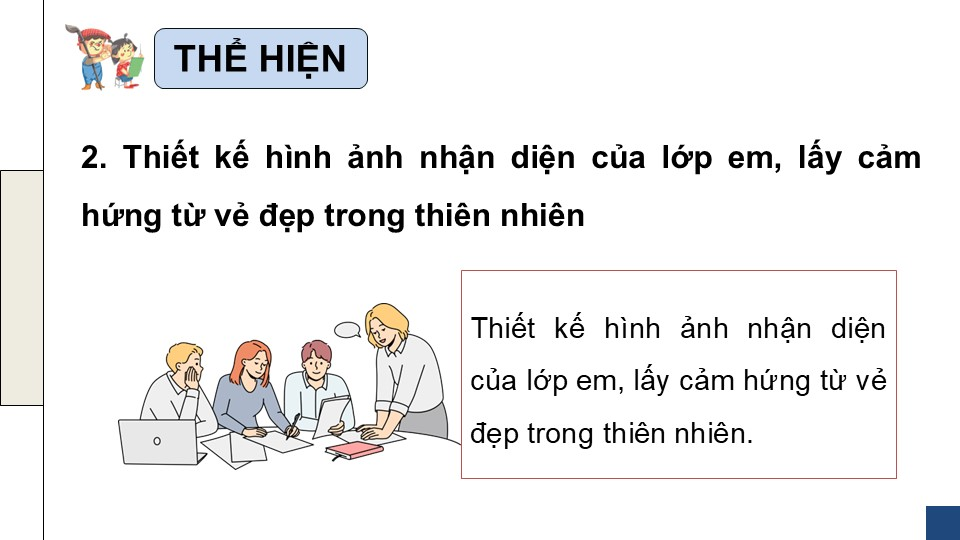 THỂ HIỆN
2. Thiết kế hình ảnh nhận diện của lớp em, lấy cảm
hứng từ vẻ đẹp trong thiên nhiên
Thiết kế hình ảnh nhận diện
của lớp em, lấy cảm hứng từ vẻ
đẹp trong thiên nhiên.